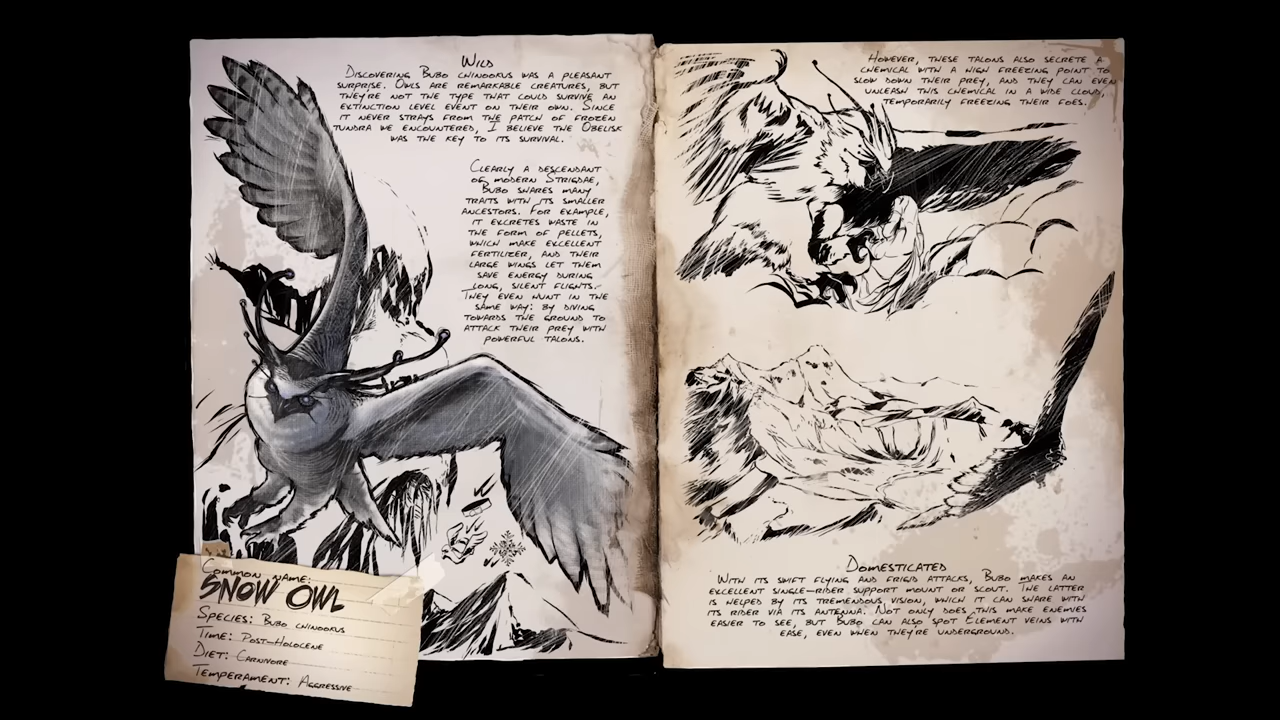 Wild
Discovering Bubo chinookus was a pleasant
surprise. Owls are remarkable creatures, but
they're not the type that could survive an
extinction level event on their own. Since
it never strays from the patch of frozen
tundra we encountered, I believe the Obelisk
was the key to its survival.
Clearly a descendant
of modern Strigdae,
Bubo shares many
traits with its smaller
ancestors. For example,
it excretes waste in
the form of pellets,
which make excellent
fertilizer, and their
large wings let them
save energy during
long, silent flights.
They even hunt in the
same way: by diving
towards the ground to
attack their prey with
powerful talons.
Common name:
Snow Owl
Species: Bubo chinookus
Time: Post-Holocene
Diet: Carnivore
Temperament: Aggressive
However, these talons also secrete a
chemical with a high freezing point to
slow down their prey, and they can even
unleash this chemical in a wide cloud,
temporarily freezing their foes.
Domesticated
With its swift flying and frigid attacks, Bubo makes an
excellent single-rider support mount or scout. The latter
is helped by its tremendous vision, which it can share with
its rider via its antenna. Not only does this make enemies
easier to see, but Bubo can also spot Element veins with
ease, even when they're underground.